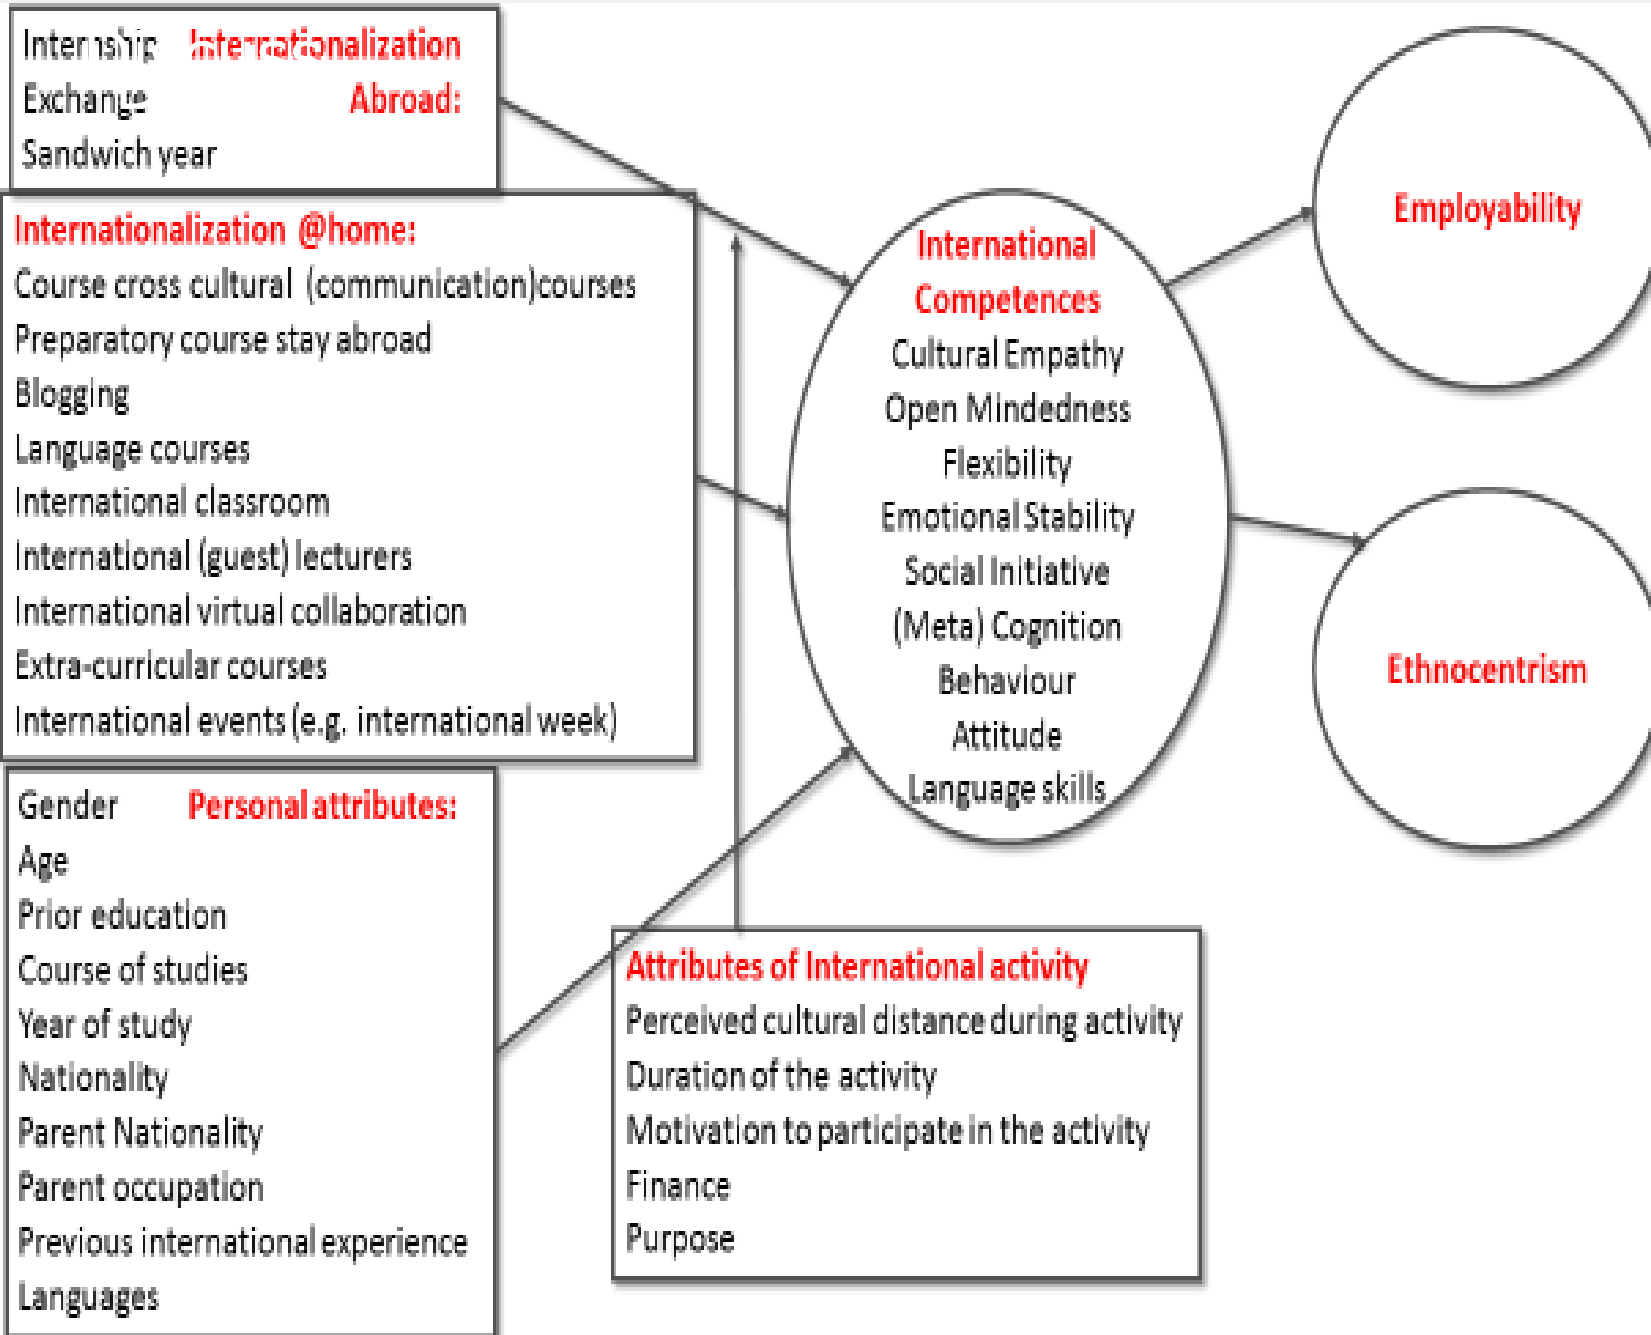 Internship Internationalization
Exchange Abroad:
Sandwich year
Internationalization @home:
Course cross cultural (communication)courses
Preparatory course stay abroad
Blogging
Language courses
International classroom
International (guest) lecturers
International virtual collaboration
Extra-curricular courses
International events (e.g. international week)
Gender Personal attributes:
Age
Prior education
Course of studies
Year of study
Nationality
Parent Nationality
Parent occupation
Previous international experience
Languages
Attributes of International activity
Perceived cultural distance during activity
Duration of the activity
Motivation to participate in the activity
Finance
Purpose
International
Competences
Cultural Empathy
Open Mindedness
Flexibility
Emotional Stability
Social Initiative
(Meta) Cognition
Behaviour
Attitude
Language skills
Employability
Ethnocentrism